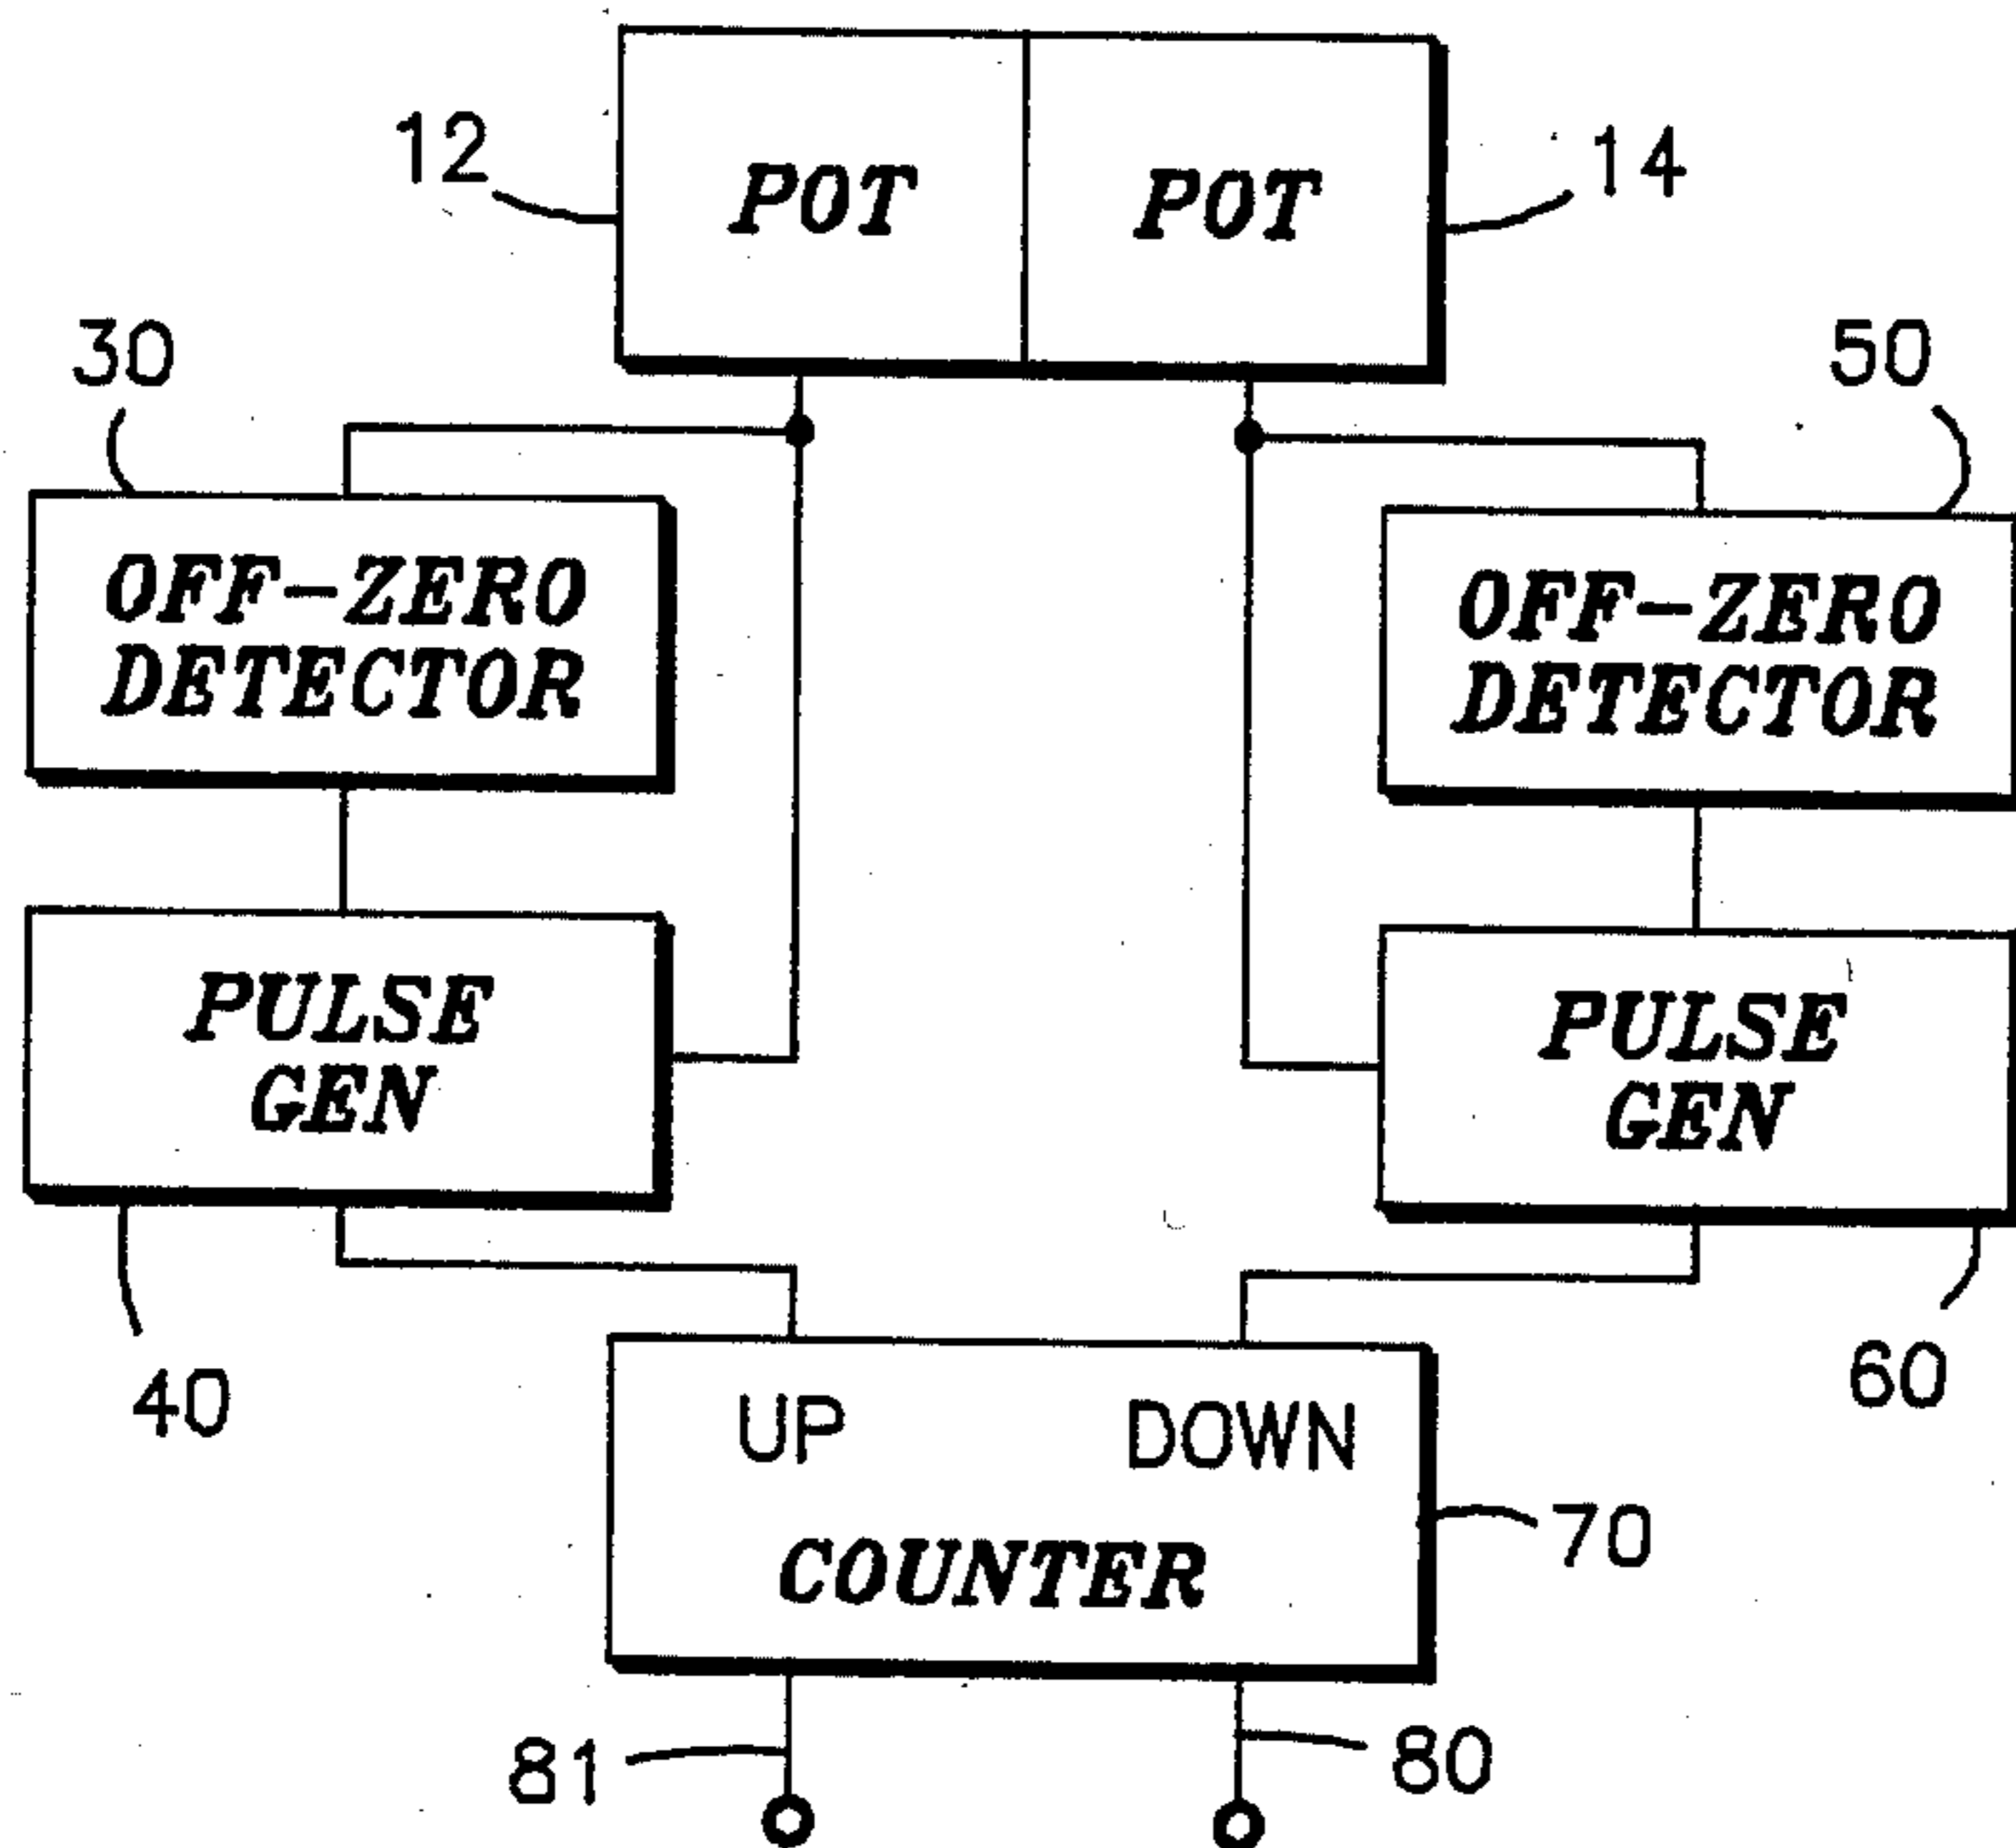 12
POT
POT
14
30
50
OFF-ZERO
DETECTOR
OFF-ZERO
DETECTOR
PULSE
GEN
PULSE
GEN
40
60
UP
DOWN
COUNTER
70
81
80